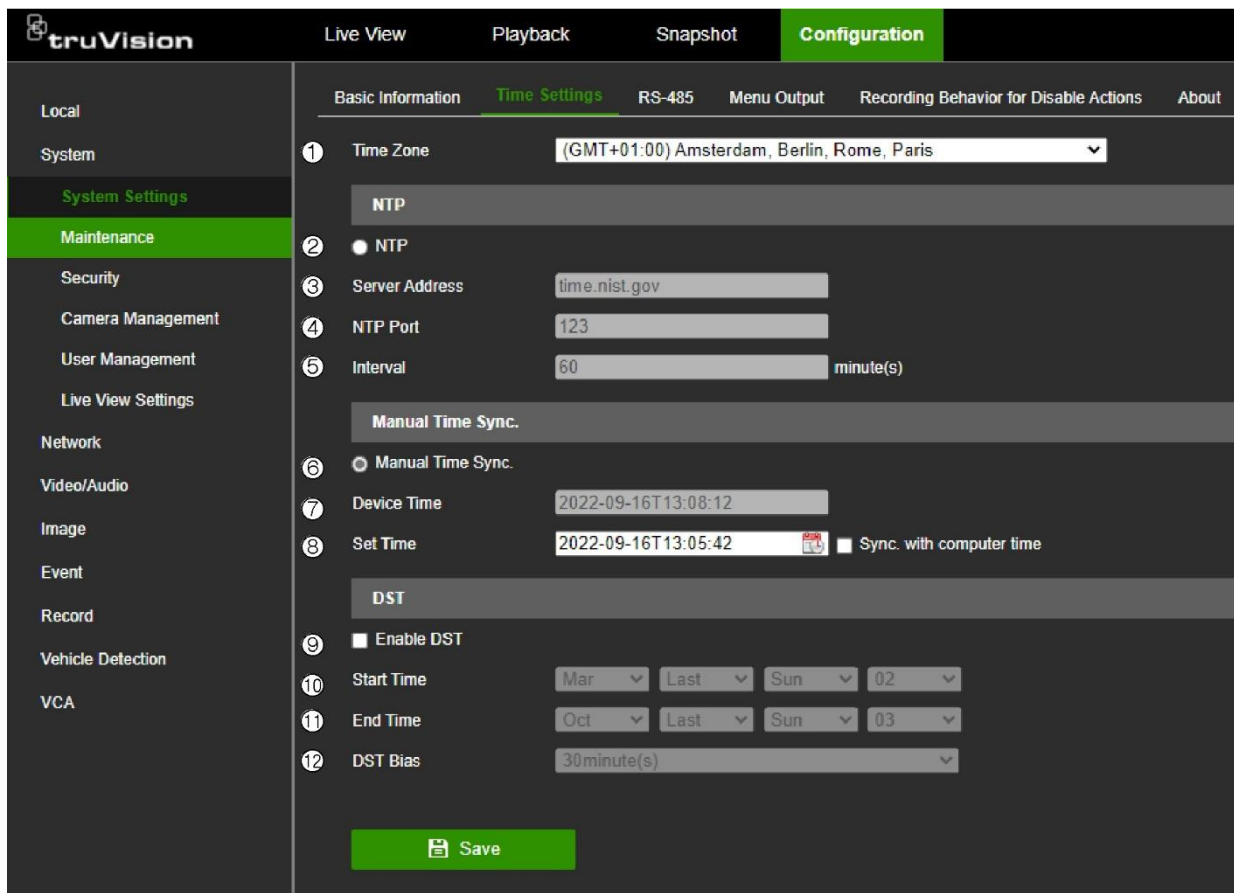 truVision
Live View Playback Snapshot Configuration
Basic Information Time Settings RS-485 Menu Output Recording Behavior for Disable Actions About
Local
System
System Settings
Maintenance
Security
Camera Management
User Management
Live View Settings
Network
Video/Audio
Image
Event
Record
Vehicle Detection
VCA
① Time Zone (GMT+01:00) Amsterdam, Berlin, Rome, Paris
NTP
② NTP
③ Server Address time.nist.gov
④ NTP Port 123
⑤ Interval 60 minute(s)
Manual Time Sync.
⑥ Manual Time Sync.
⑦ Device Time 2022-09-16T13:08:12
⑧ Set Time 2022-09-16T13:05:42 Sync. with computer time
DST
⑨ Enable DST
⑩ Start Time Mar Last Sun 02
⑪ End Time Oct Last Sun 03
⑫ DST Bias 30minute(s)
Save